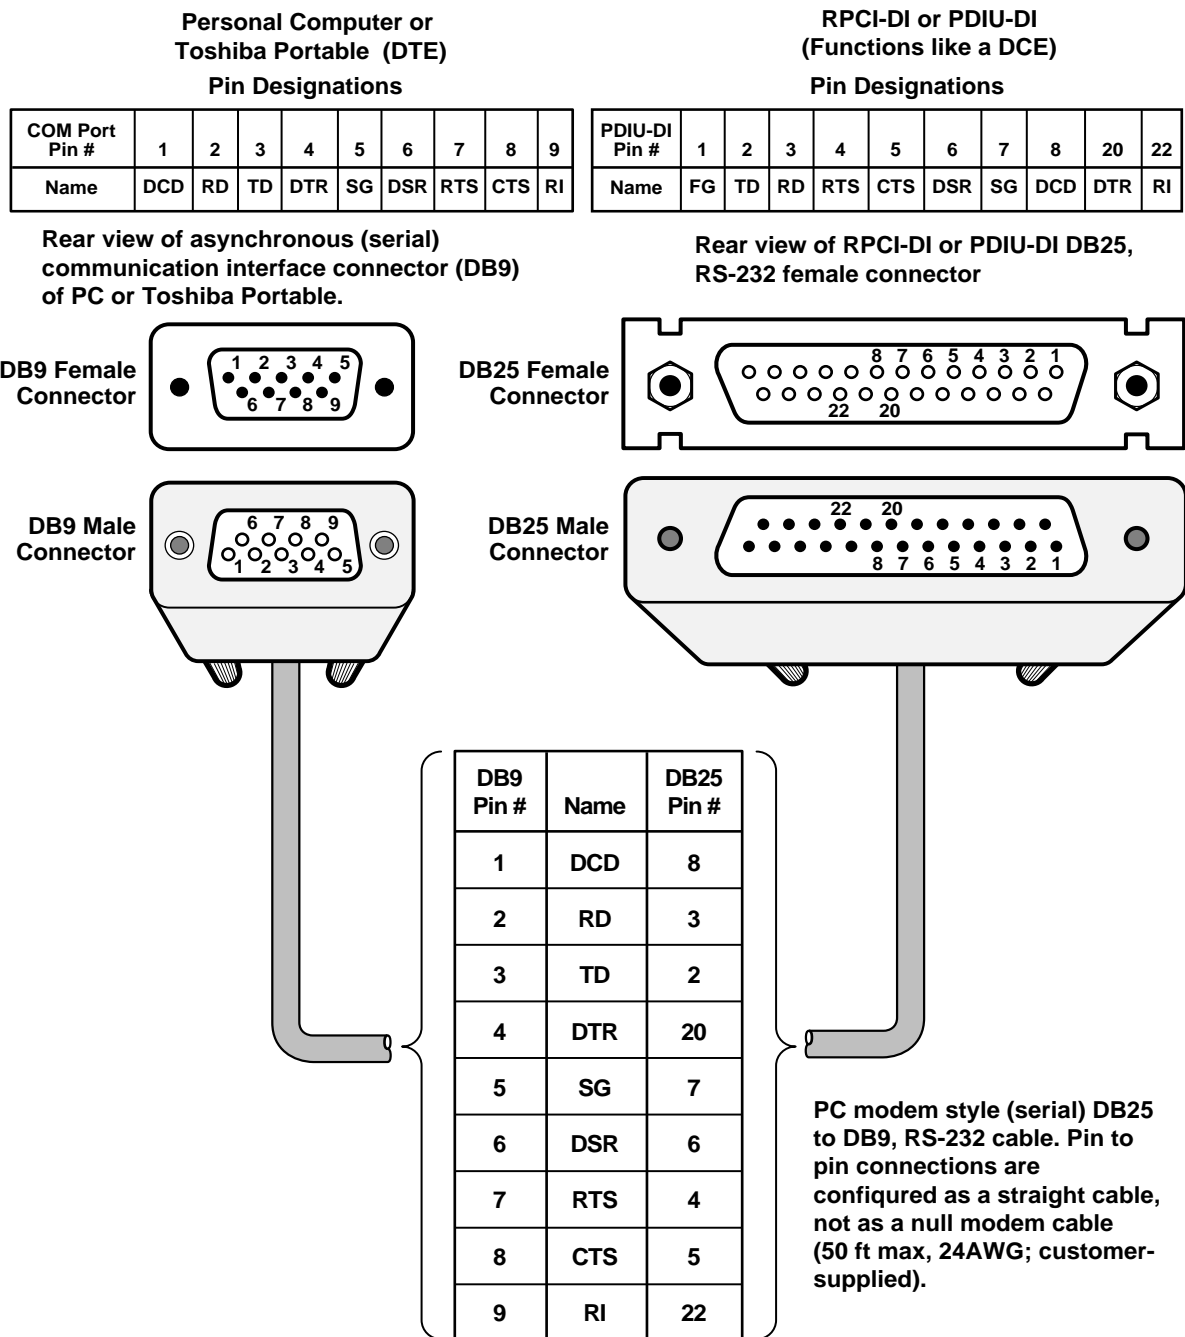 Personal Computer or
Toshiba Portable (DTE)
Pin Designations
COM Port Pin # 1 2 3 4 5 6 7 8 9
Name DCD RD TD DTR SG DSR RTS CTS RI
RPCI-DI or PDIU-DI
(Functions like a DCE)
Pin Designations
PDIU-DI Pin # 1 2 3 4 5 6 7 8 20 22
Name FG TD RD RTS CTS DSR SG DCD DTR RI
Rear view of asynchronous (serial)
communication interface connector (DB9)
of PC or Toshiba Portable.
Rear view of RPCI-DI or PDIU-DI DB25,
RS-232 female connector
DB9 Female
Connector
1 2 3 4 5
6 7 8 9
DB25 Female
Connector
8 7 6 5 4 3 2 1
22 20
DB9 Male
Connector
6 7 8 9
1 2 3 4 5
DB25 Male
Connector
22 20
8 7 6 5 4 3 2 1
DB9 Pin # Name DB25 Pin #
1 DCD 8
2 RD 3
3 TD 2
4 DTR 20
5 SG 7
6 DSR 6
7 RTS 4
8 CTS 5
9 RI 22
PC modem style (serial) DB25
to DB9, RS-232 cable. Pin to
pin connections are
confiqured as a straight cable,
not as a null modem cable
(50 ft max, 24AWG; customer-
supplied).